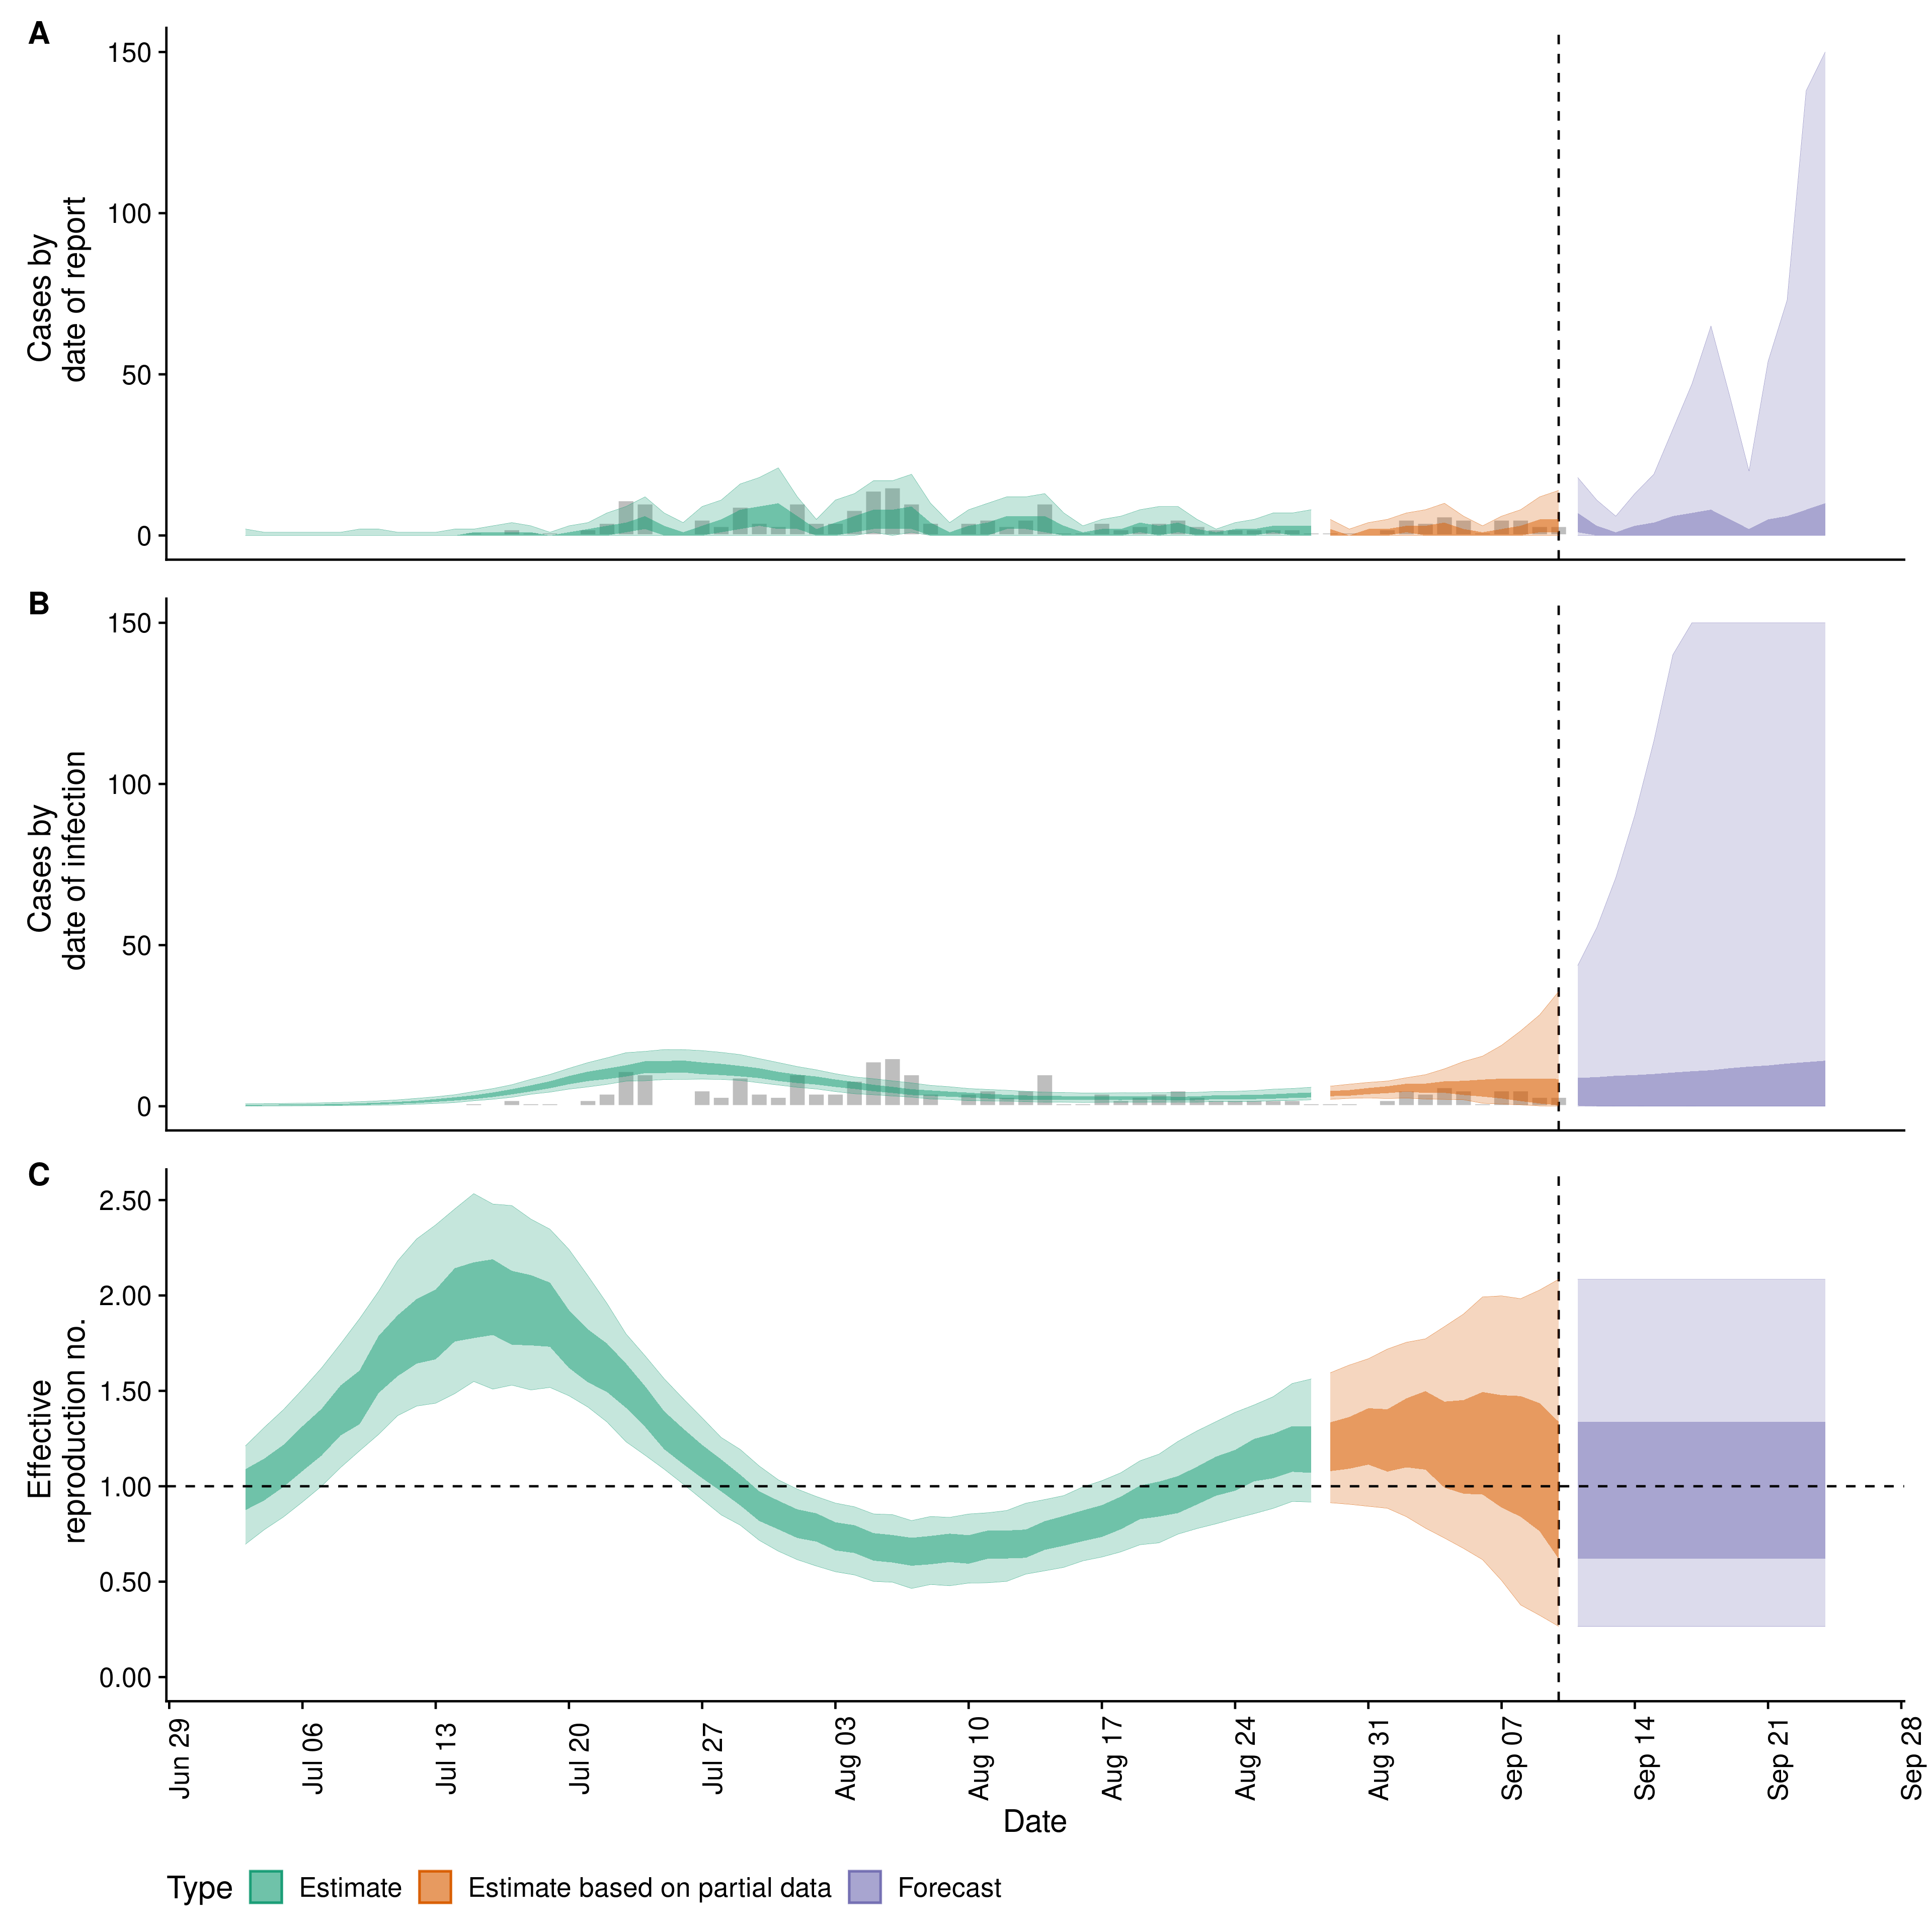 A
Cases by
date of report
150
100
50
0
B
Cases by
date of infection
150
100
50
0
C
Effective
reproduction no.
2.50
2.00
1.50
1.00
0.50
0.00
Jun 29
Jul 06
Jul 13
Jul 20
Jul 27
Aug 03
Aug 10
Aug 17
Aug 24
Aug 31
Sep 07
Sep 14
Sep 21
Sep 28
Date
Type Estimate Estimate based on partial data Forecast